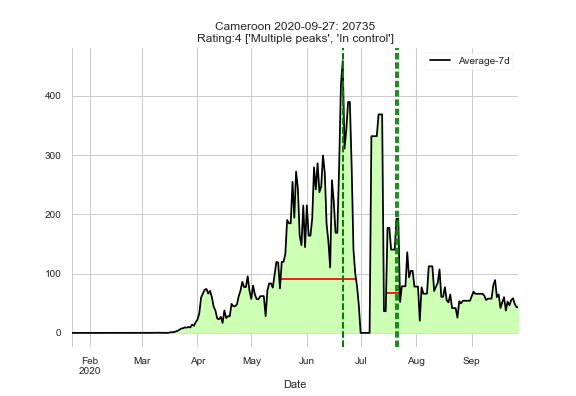 Cameroon 2020-09-27: 20735
Rating:4 ['Multiple peaks', 'In control']
Average-7d
400
300
200
100
0
Feb Mar Apr May Jun Jul Aug Sep
2020
Date